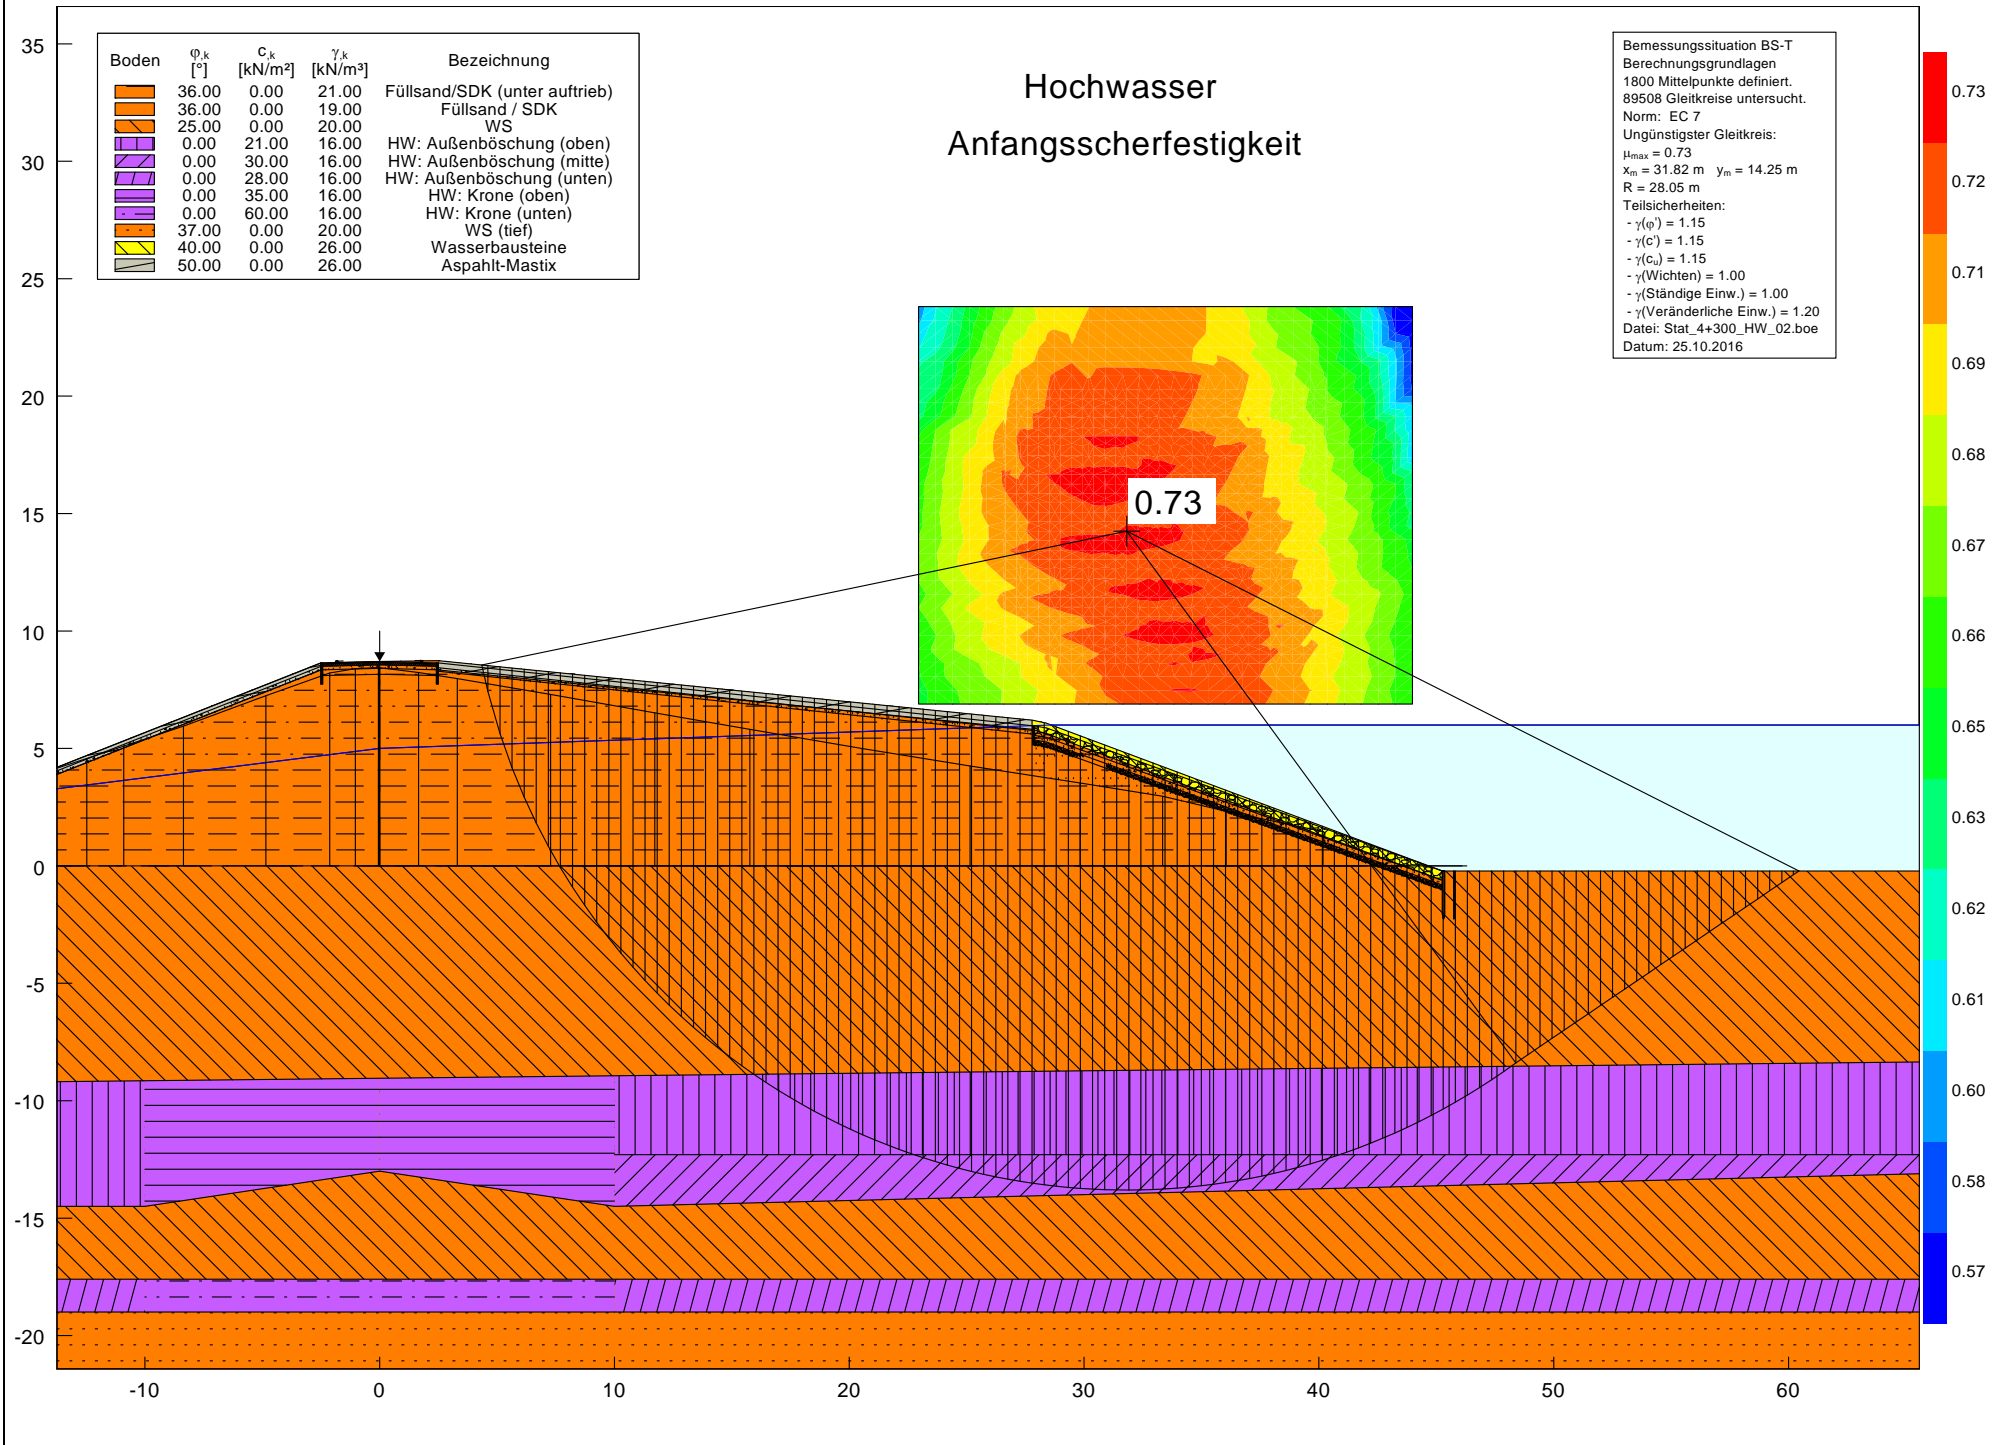 Boden φ,k c,k γ,k Bezeichnung
[°] [kN/m²] [kN/m³]
36.00 0.00 21.00 Füllsand/SDK (unter auftrieb)
36.00 0.00 19.00 Füllsand / SDK
25.00 0.00 20.00 WS
0.00 21.00 16.00 HW: Außenböschung (oben)
0.00 30.00 16.00 HW: Außenböschung (mitte)
0.00 28.00 16.00 HW: Außenböschung (unten)
0.00 35.00 16.00 HW: Krone (oben)
0.00 60.00 16.00 HW: Krone (unten)
37.00 0.00 20.00 WS (tief)
40.00 0.00 26.00 Wasserbausteine
50.00 0.00 26.00 Aspahlt-Mastix
Hochwasser
Anfangsscherfestigkeit
Bemessungssituation BS-T
Berechnungsgrundlagen
1800 Mittelpunkte definiert.
89508 Gleitkreise untersucht.
Norm: EC 7
Ungünstigster Gleitkreis:
μmax = 0.73
xm = 31.82 m ym = 14.25 m
R = 28.05 m
Teilsicherheiten:
- γ(φ') = 1.15
- γ(c') = 1.15
- γ(cu) = 1.15
- γ(Wichten) = 1.00
- γ(Ständige Einw.) = 1.00
- γ(Veränderliche Einw.) = 1.20
Datei: Stat_4+300_HW_02.boe
Datum: 25.10.2016
0.73
35
30
25
20
15
10
5
0
-5
-10
-15
-20
-10
0
10
20
30
40
50
60
0.73
0.72
0.71
0.69
0.68
0.67
0.66
0.65
0.63
0.62
0.61
0.60
0.58
0.57